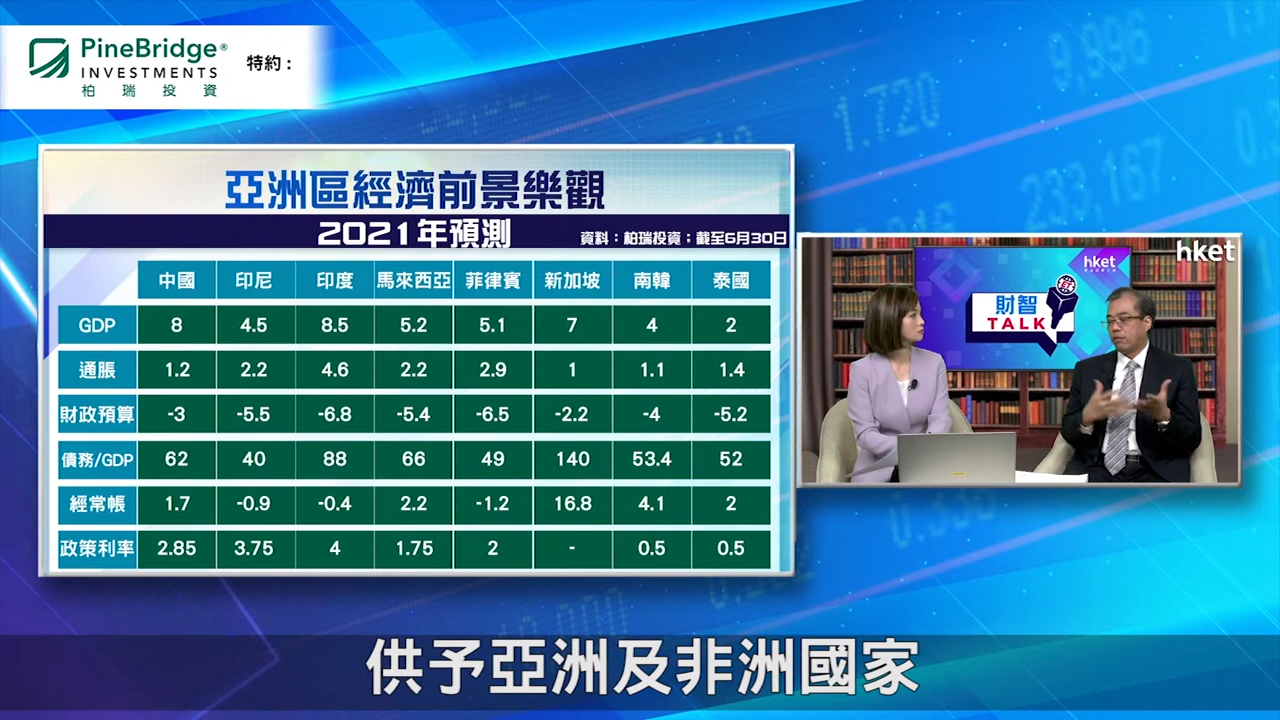 PineBridge®
INVESTMENTS
柏瑞投資
特約：
亞洲區經濟前景樂觀
2021年預測
資料：柏瑞投資；截至6月30日
中國 印尼 印度 馬來西亞 菲律賓 新加坡 南韓 泰國
GDP 8 4.5 8.5 5.2 5.1 7 4 2
通脹 1.2 2.2 4.6 2.2 2.9 1 1.1 1.4
財政預算 -3 -5.5 -6.8 -5.4 -6.5 -2.2 -4 -5.2
債務/GDP 62 40 88 66 49 140 53.4 52
經常帳 1.7 -0.9 -0.4 2.2 -1.2 16.8 4.1 2
政策利率 2.85 3.75 4 1.75 2 - 0.5 0.5
hket
hket
財智
TALK
1.720
9,996
233,167
供予亞洲及非洲國家